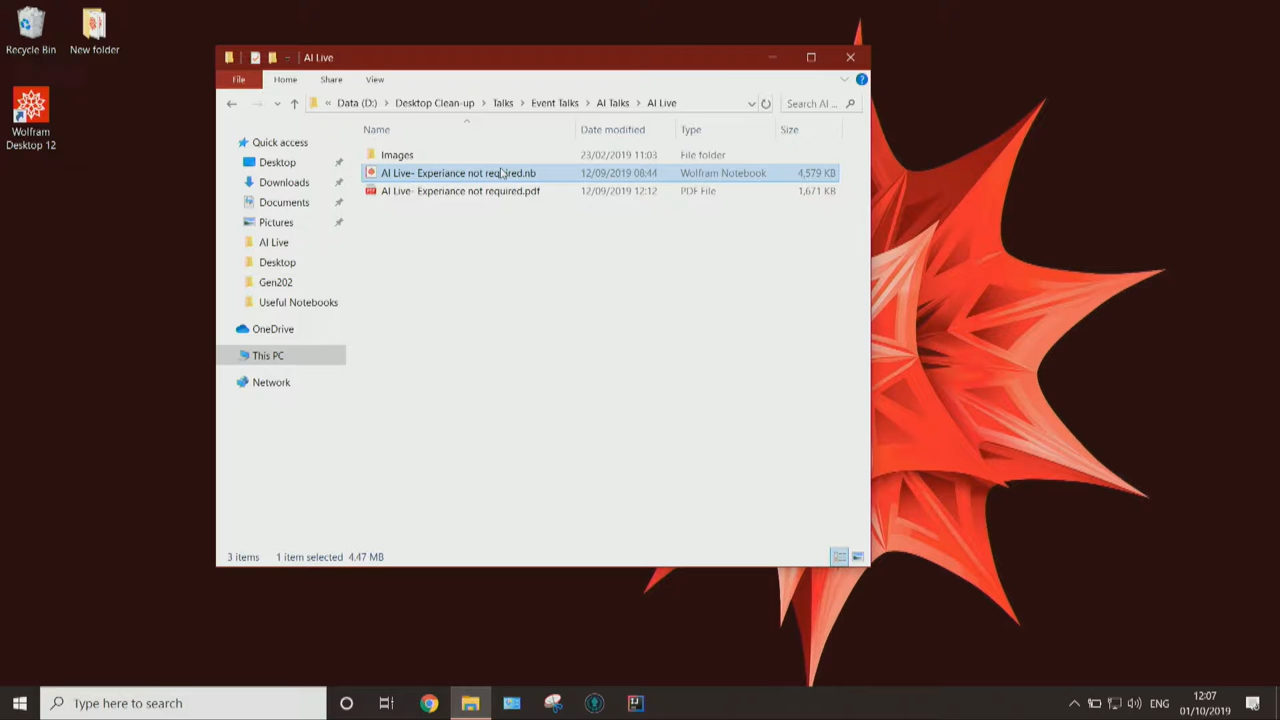 Recycle Bin
New folder
Wolfram
Desktop 12
AI Live
File
Home
Share
View
« Data (D:) > Desktop Clean-up > Talks > Event Talks > AI Talks > AI Live
Search AI ...
Name
Date modified
Type
Size
Quick access
Desktop
Downloads
Documents
Pictures
AI Live
Desktop
Gen202
Useful Notebooks
OneDrive
This PC
Network
Images 23/02/2019 11:03 File folder
AI Live- Experiance not required.nb 12/09/2019 08:44 Wolfram Notebook 4,579 KB
AI Live- Experiance not required.pdf 12/09/2019 12:12 PDF File 1,671 KB
3 items
1 item selected 4.47 MB
Type here to search
ENG
12:07
01/10/2019